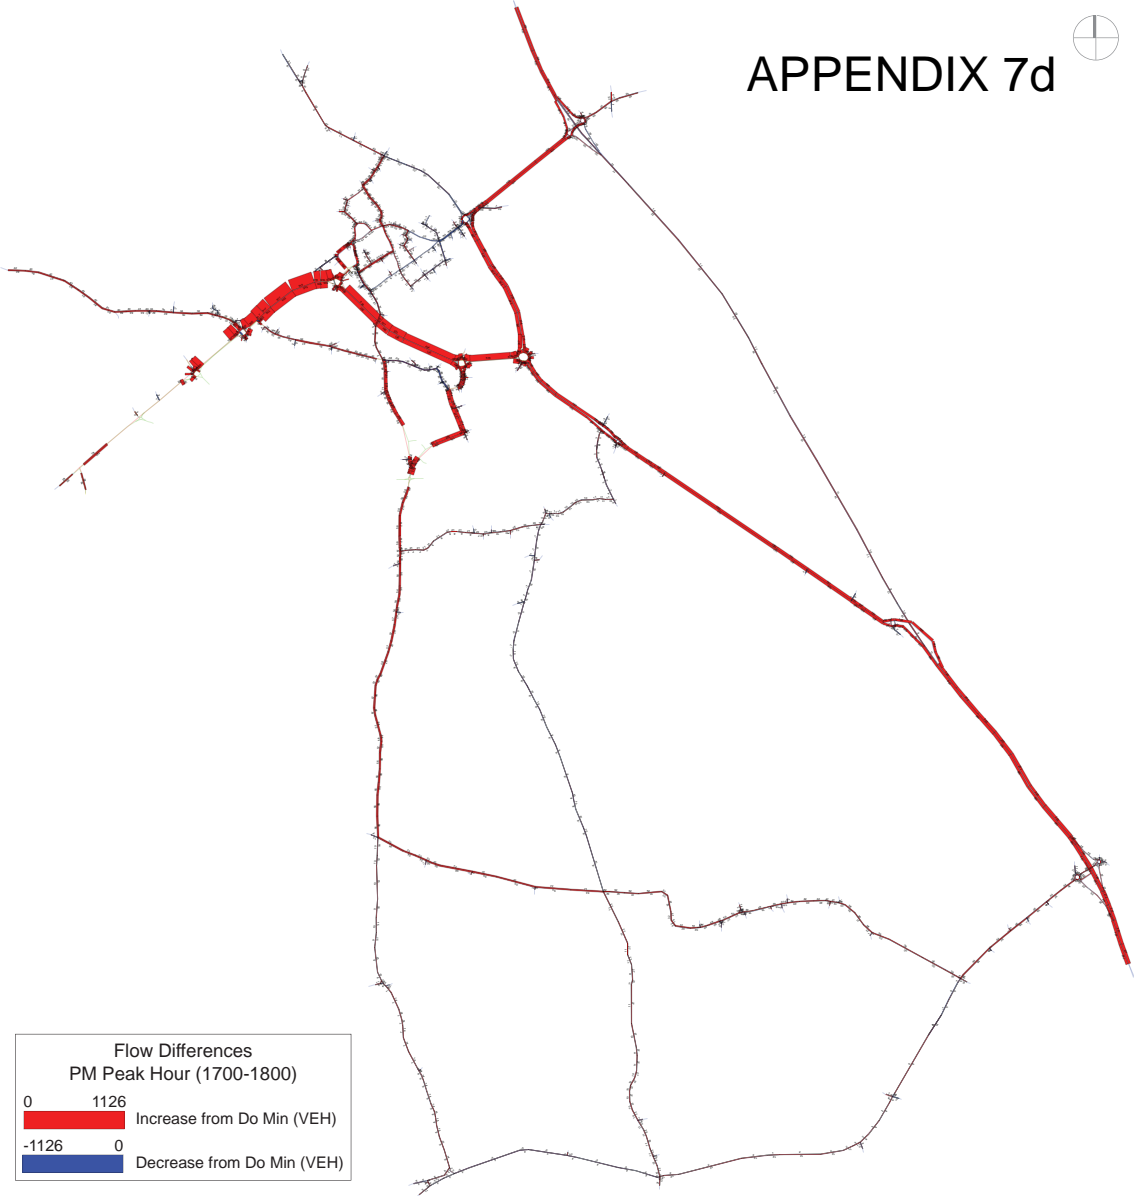 APPENDIX 7d
Flow Differences
PM Peak Hour (1700-1800)
0 1126
Increase from Do Min (VEH)
-1126 0
Decrease from Do Min (VEH)